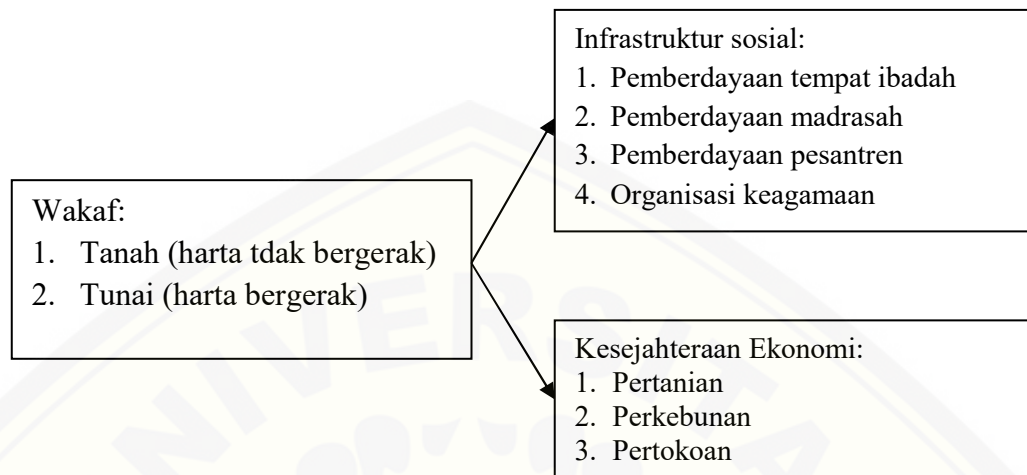 Infrastruktur sosial:
1. Pemberdayaan tempat ibadah
2. Pemberdayaan madrasah
3. Pemberdayaan pesantren
4. Organisasi keagamaan
Wakaf:
1. Tanah (harta tdak bergerak)
2. Tunai (harta bergerak)
Kesejahteraan Ekonomi:
1. Pertanian
2. Perkebunan
3. Pertokoan
NIVERSITA